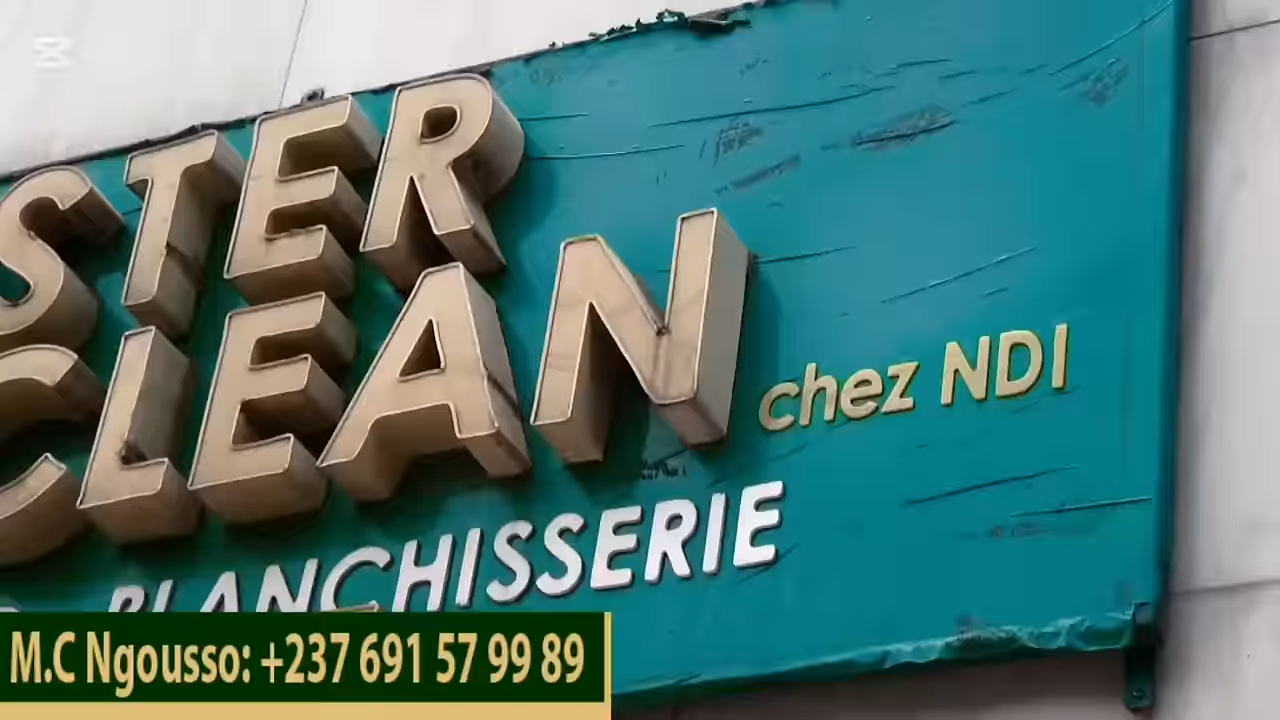 STER
CLEAN
chez NDI
BLANCHISSERIE
M.C Ngousso: +237 691 57 99 89